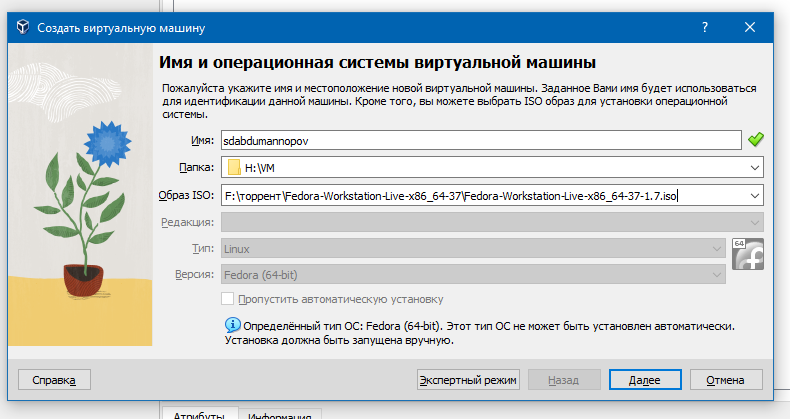 Создать виртуальную машину
?
Имя и операционная системы виртуальной машины
Пожалуйста укажите имя и местоположение новой виртуальной машины. Заданное Вами имя будет использоваться
для идентификации данной машины. Кроме того, вы можете выбрать ISO образ для установки операционной
системы.
Имя: sdabdumannopov
Папка: H:\VM
Образ ISO: F:\торрент\Fedora-Workstation-Live-x86_64-37\Fedora-Workstation-Live-x86_64-37-1.7.iso
Редакция:
Тип: Linux
64
Версия: Fedora (64-bit)
Пропустить автоматическую установку
Определённый тип ОС: Fedora (64-bit). Этот тип ОС не может быть установлен автоматически.
Установка должна быть запущена вручную.
Справка Экспертный режим Назад Далее Отмена
Атрибуты Информация